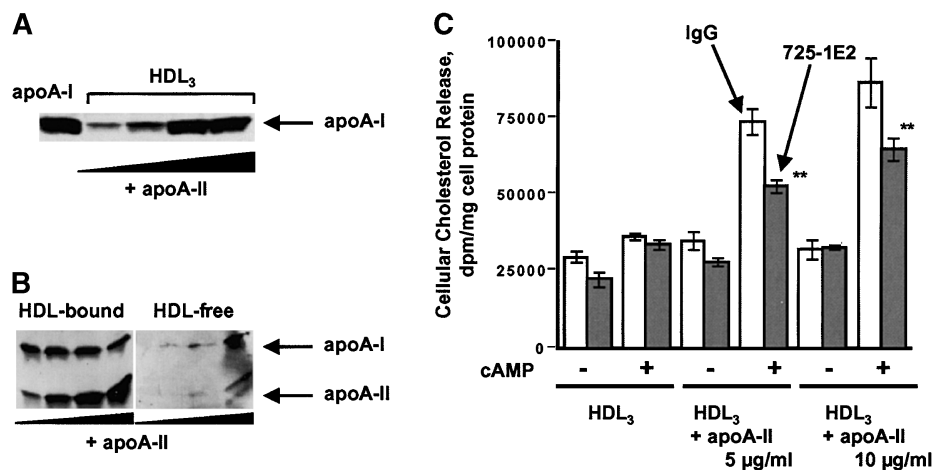 A
HDL3
apoA-I
apoA-I
+ apoA-II
B
HDL-bound HDL-free
apoA-I
apoA-II
+ apoA-II
C
Cellular Cholesterol Release,
dpm/mg cell protein
100000
75000
50000
25000
0
IgG
725-1E2
**
**
cAMP - + - + - +
HDL3
HDL3
+ apoA-II
5 µg/ml
HDL3
+ apoA-II
10 µg/ml